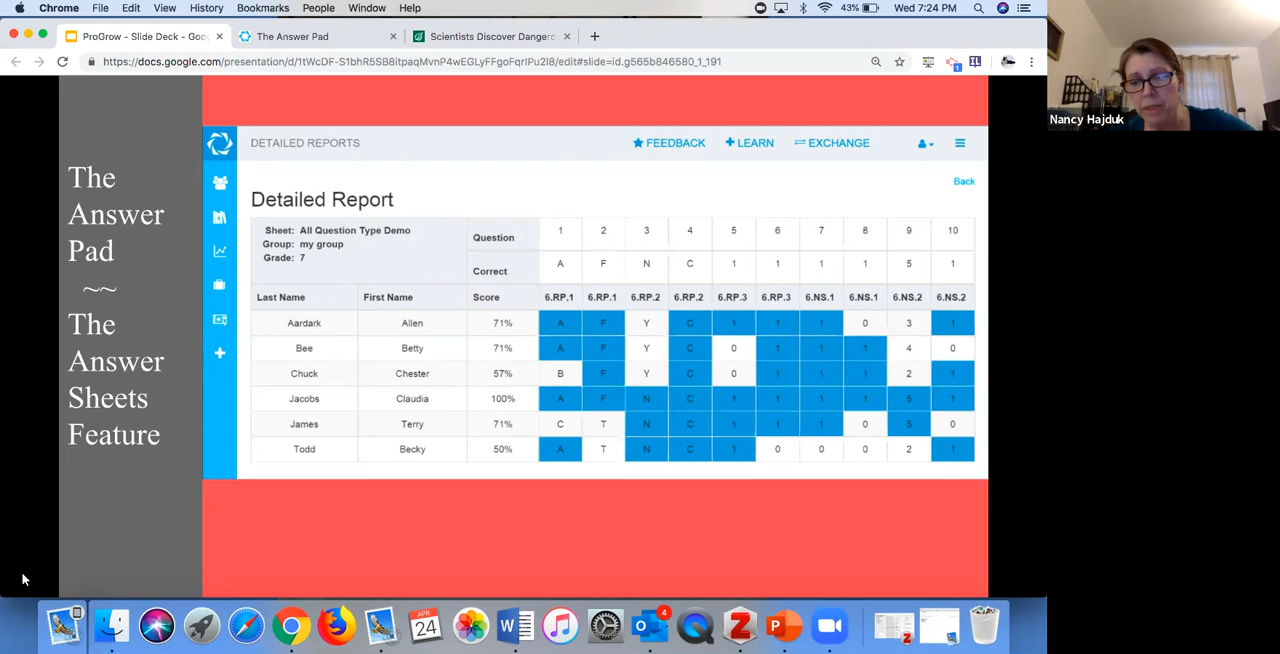 Chrome File Edit View History Bookmarks People Window Help 43% Wed 7:24 PM
ProGrow - Slide Deck - Goo The Answer Pad Scientists Discover Dangero
https://docs.google.com/presentation/d/1tWcDF-S1bhR5SB8itpaqMvnP4wEGLyFFgoFqrlPu2I8/edit#slide=id.g565b846580_1_191
Nancy Hajduk
The
Answer
Pad
~~
The
Answer
Sheets
Feature
DETAILED REPORTS FEEDBACK LEARN EXCHANGE
Back
Detailed Report
Sheet: All Question Type Demo
Group: my group
Grade: 7
Question 1 2 3 4 5 6 7 8 9 10
Correct A F N C 1 1 1 1 5 1
Last Name First Name Score 6.RP.1 6.RP.1 6.RP.2 6.RP.2 6.RP.3 6.RP.3 6.NS.1 6.NS.1 6.NS.2 6.NS.2
Aardark Allen 71% A F Y C 1 1 1 0 3 1
Bee Betty 71% A F Y C 0 1 1 1 4 0
Chuck Chester 57% B F Y C 0 1 1 1 2 1
Jacobs Claudia 100% A F N C 1 1 1 1 5 1
James Terry 71% C T N C 1 1 1 0 5 0
Todd Becky 50% A T N C 1 0 0 0 2 1
APR
24
4